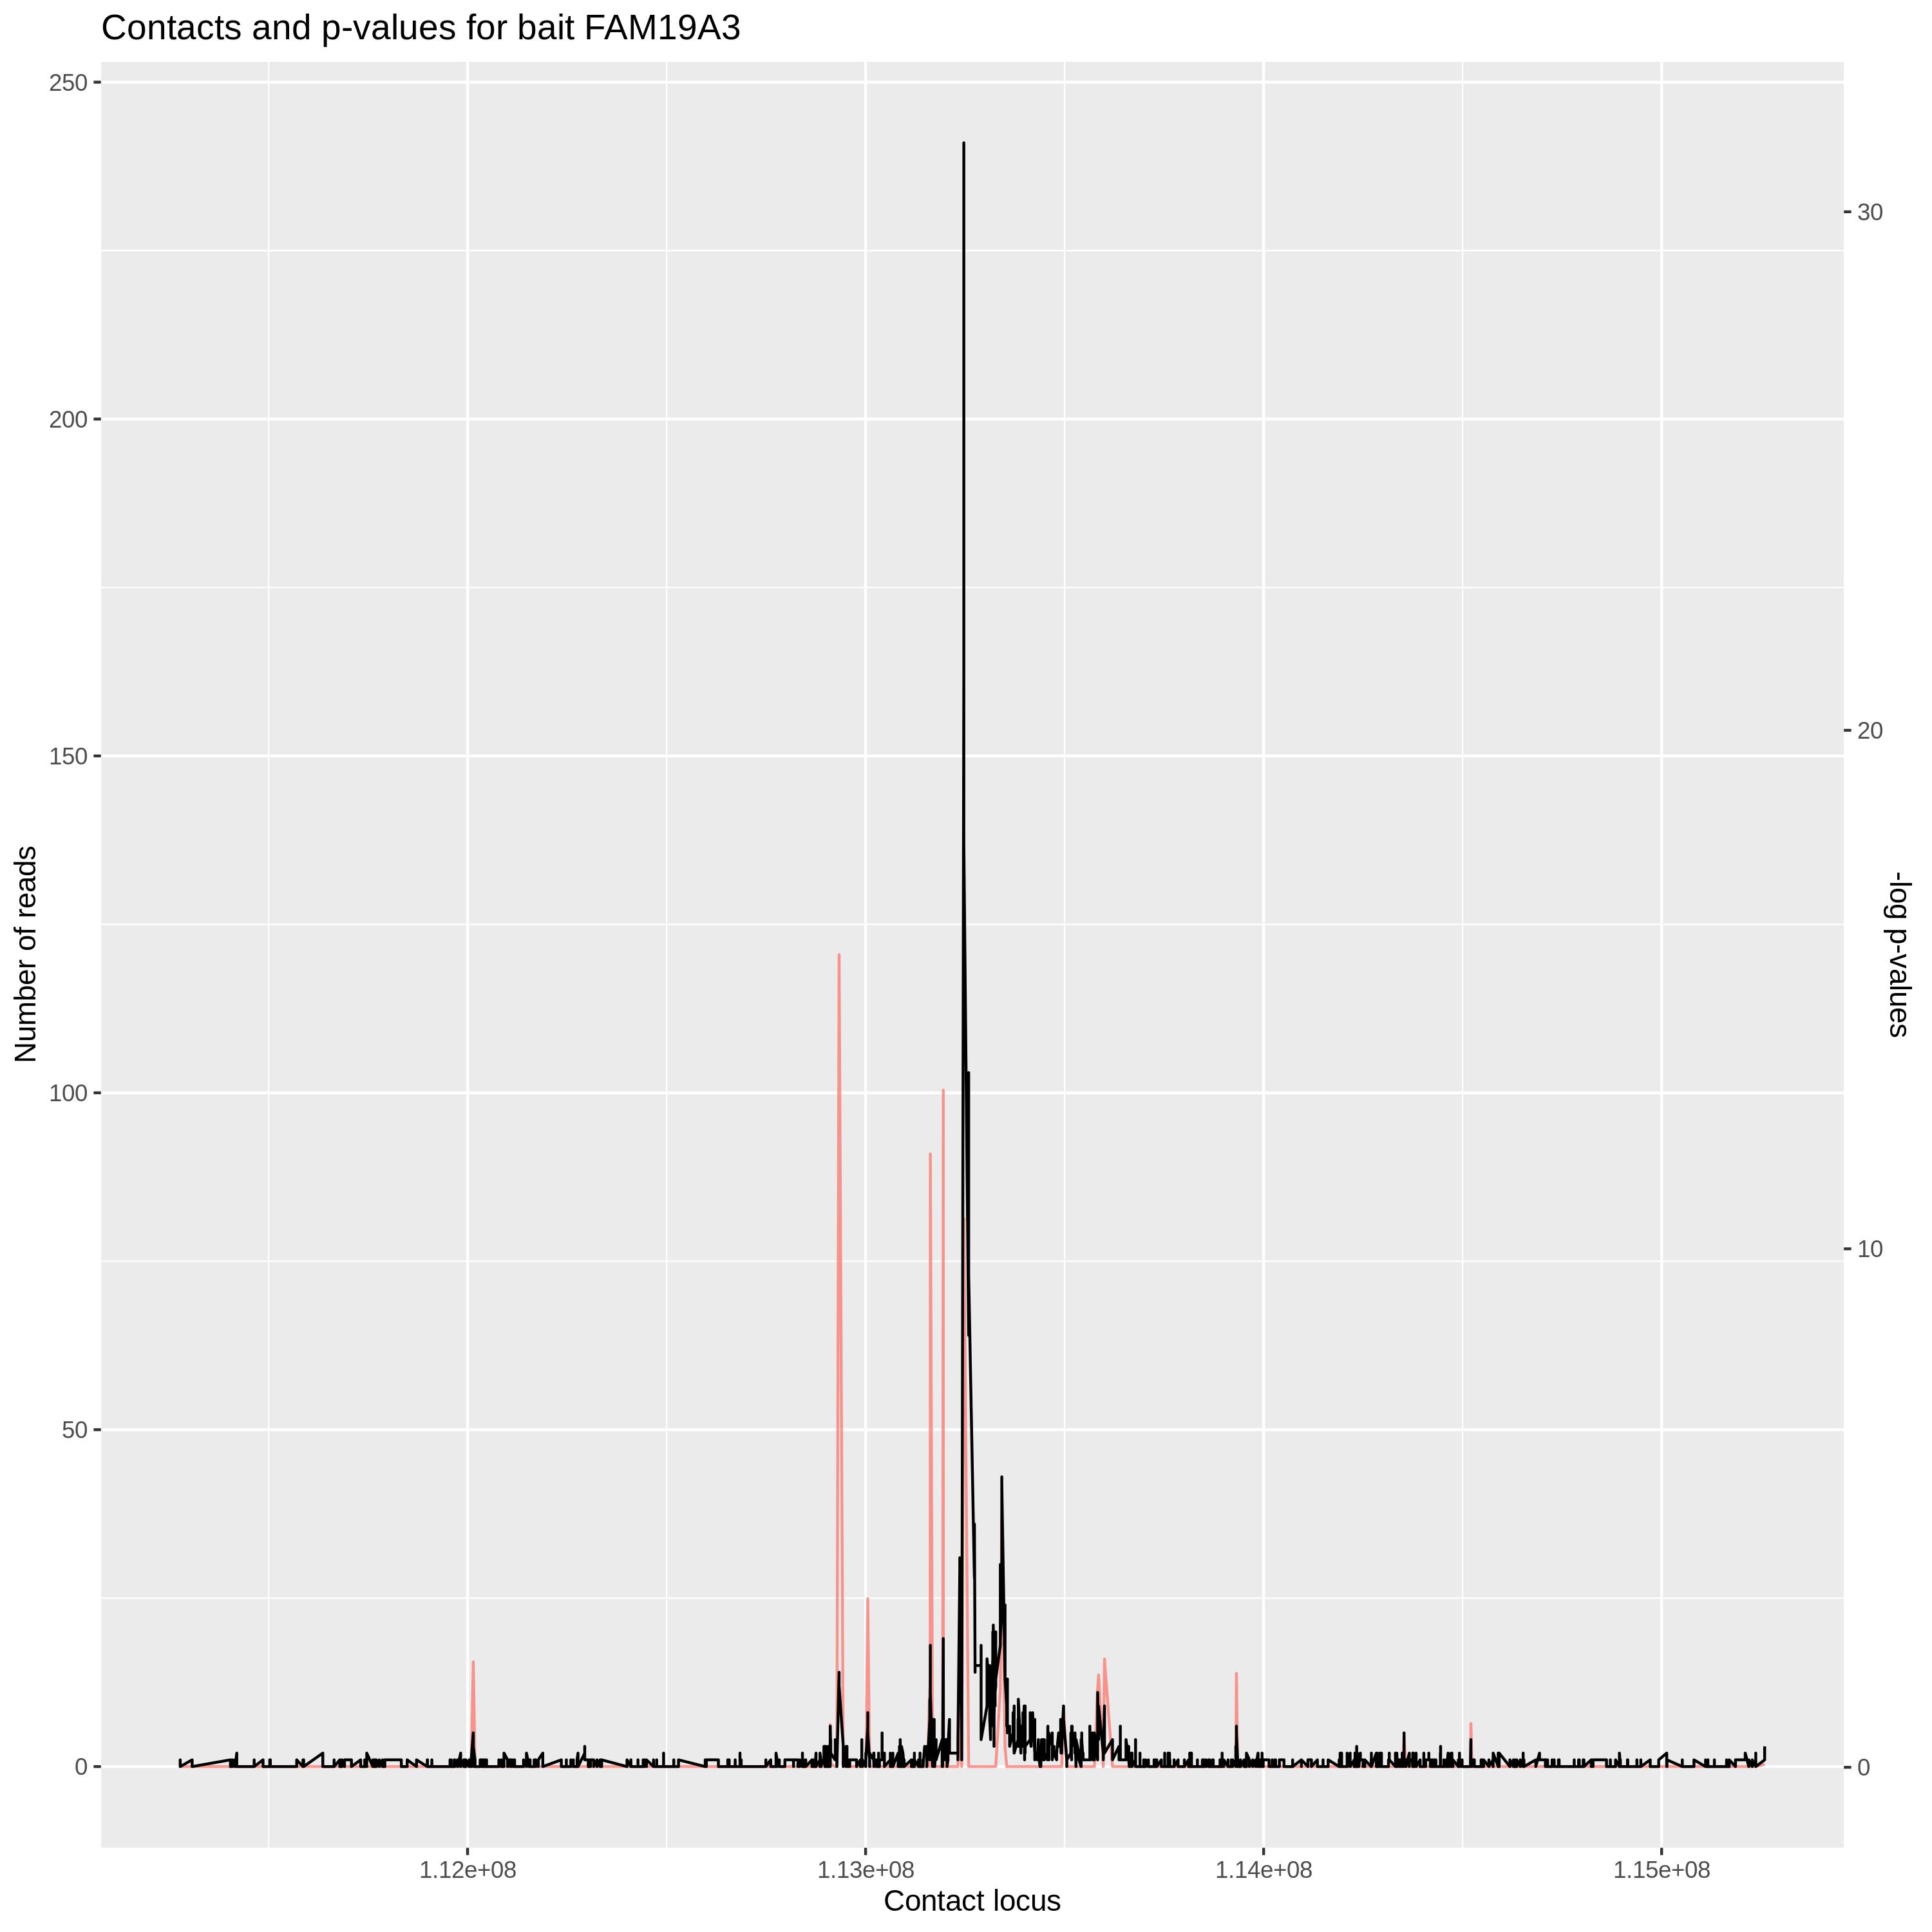 Contacts and p-values for bait FAM19A3
250
200
150
100
50
0
Number of reads
30
20
10
0
-log p-values
1.12e+08
1.13e+08
1.14e+08
1.15e+08
Contact locus